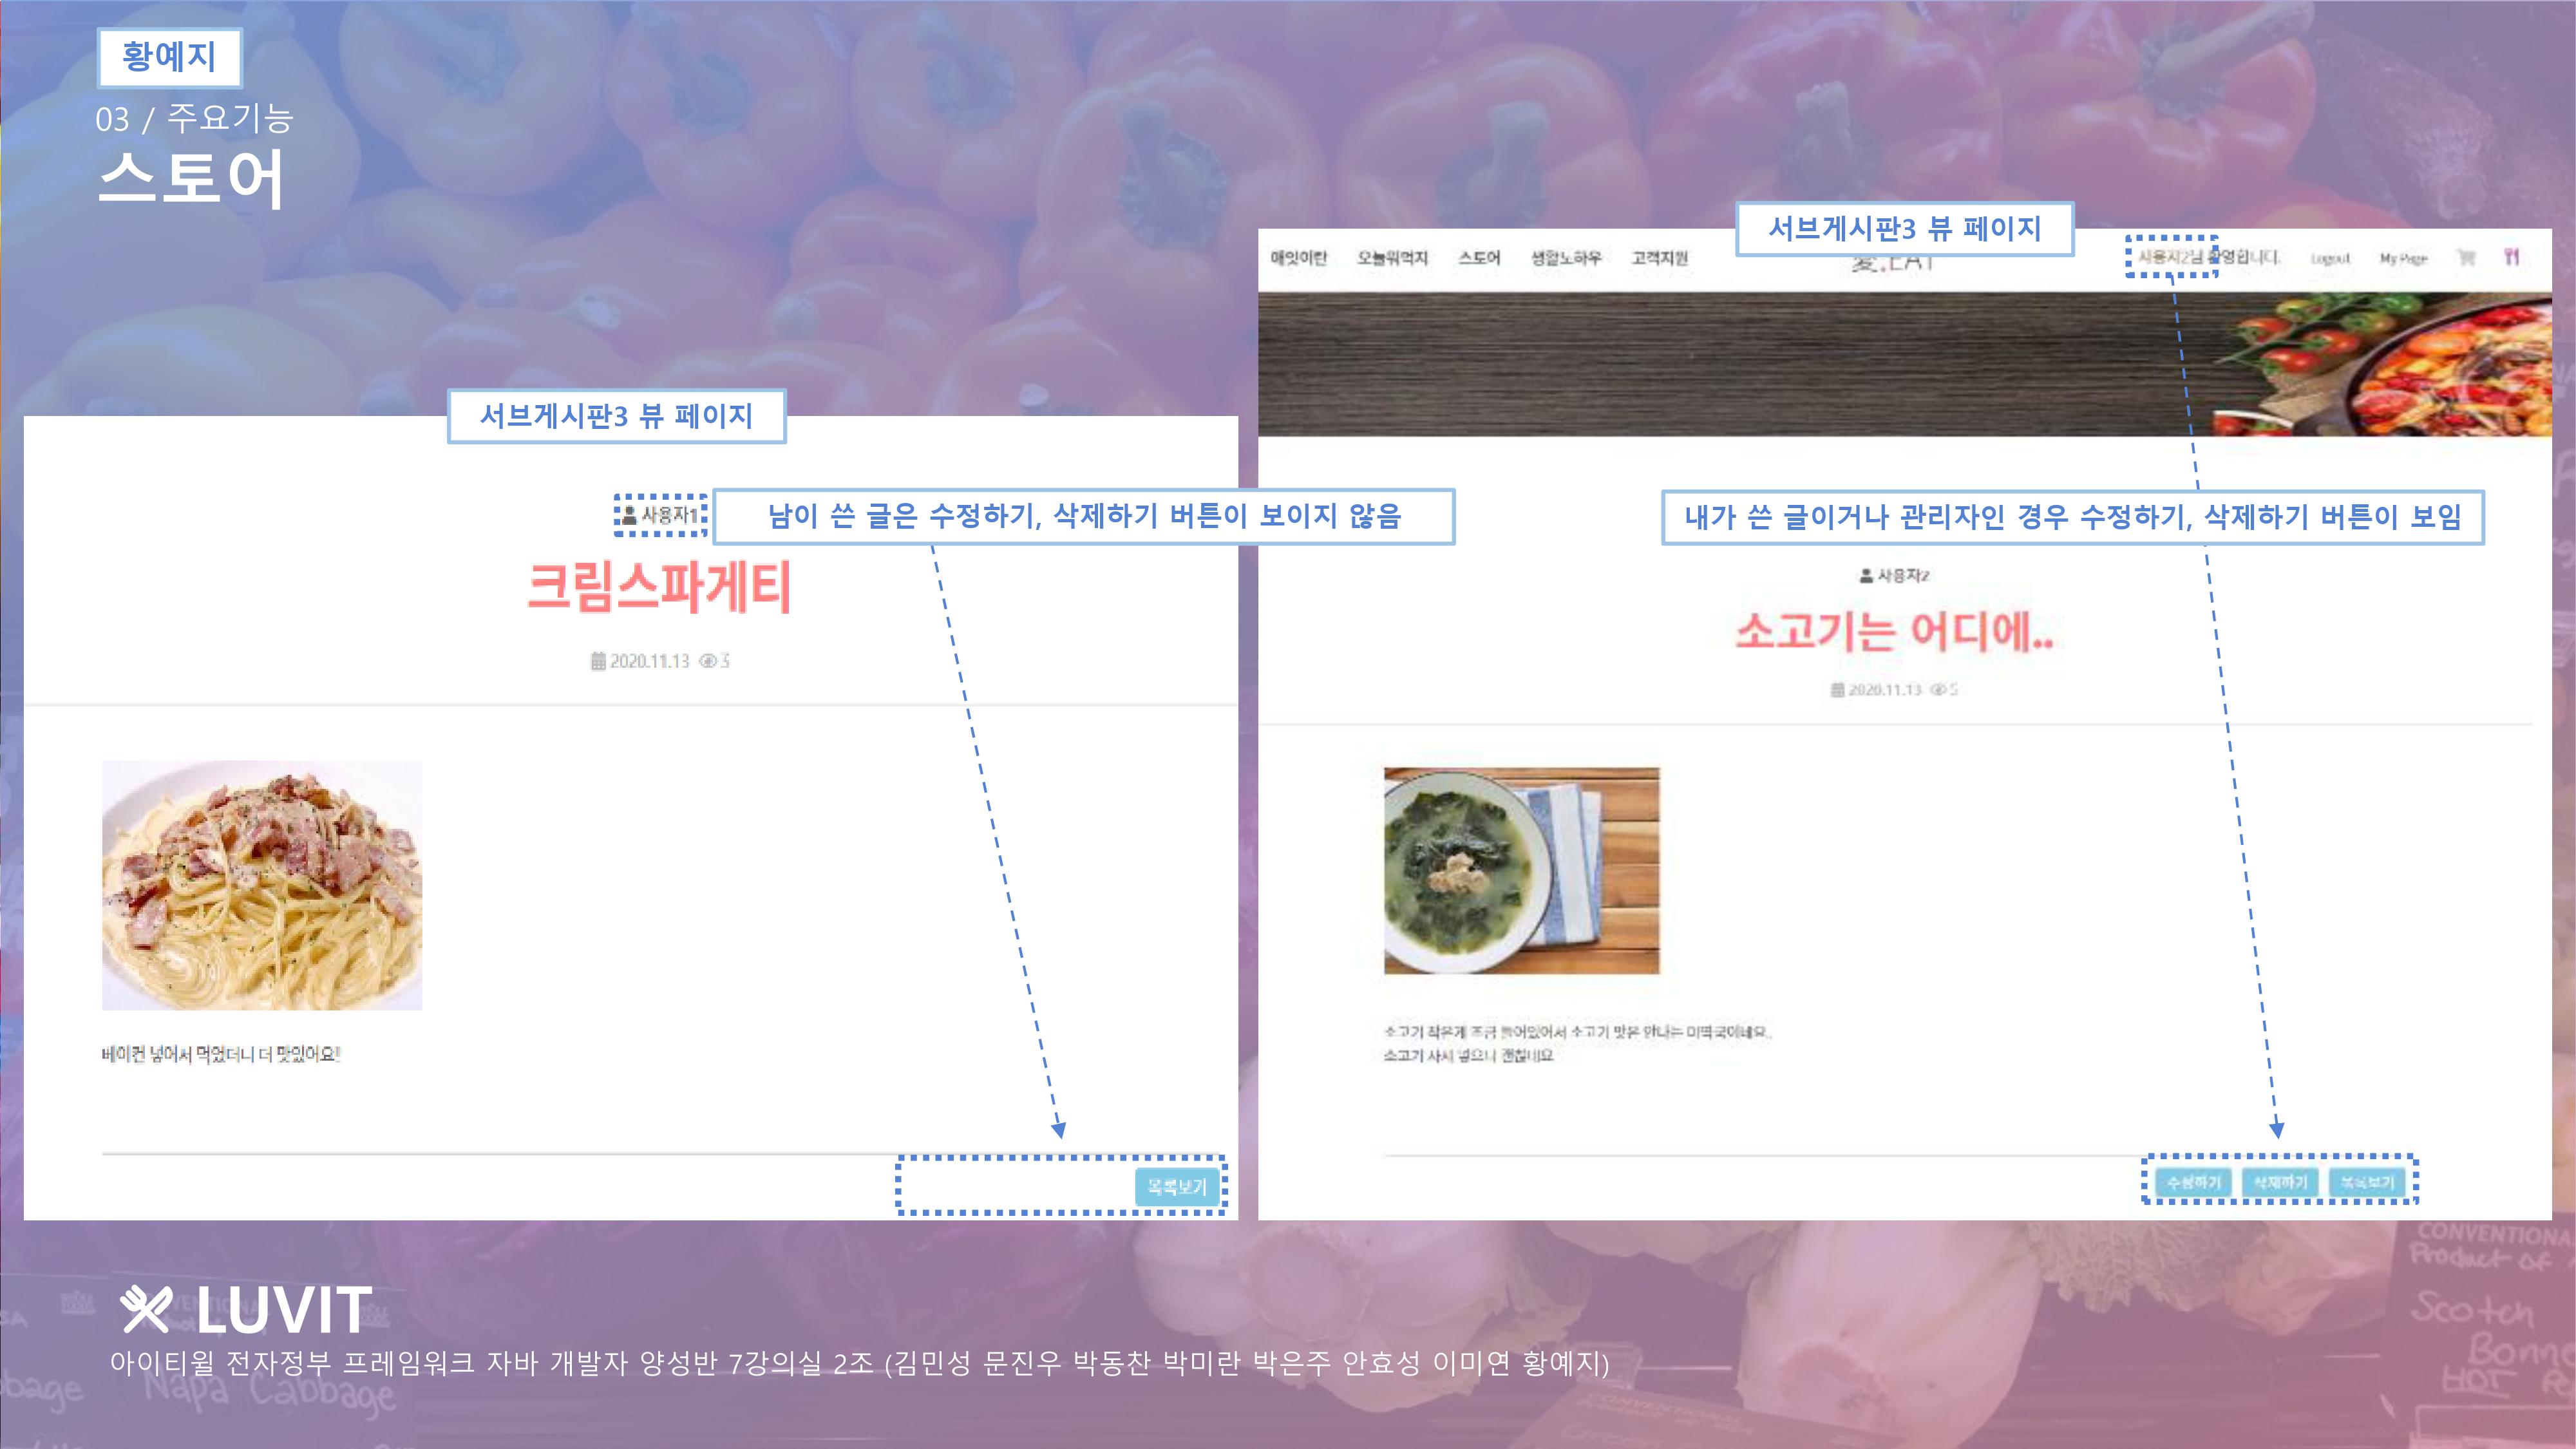 황예지
03 / 주요기능
스토어
서브게시판3 뷰 페이지
사용자1
남이 쓴 글은 수정하기, 삭제하기 버튼이 보이지 않음
크림스파게티
2020.11.13 3
베이컨 넣어서 먹었더니 더 맛있어요!!
목록보기
서브게시판3 뷰 페이지
애잇이란 오늘뭐먹지 스토어 생활노하우 고객지원
사용자2님 환영합니다. Logout My Page
내가 쓴 글이거나 관리자인 경우 수정하기, 삭제하기 버튼이 보임
사용자2
소고기는 어디에..
2020.11.13 5
소고기 작은게 조금 들어있어서 소고기 맛은 안나는 미역국이네요..
소고기 사서 넣으니 괜찮네요
수정하기 삭제하기 목록보기
LUVIT
아이티윌 전자정부 프레임워크 자바 개발자 양성반 7강의실 2조 (김민성 문진우 박동찬 박미란 박은주 안효성 이미연 황예지)
CONVENTIONA
Product of
Scotch
Bonn
HOT
bbage
Napa Cabbage